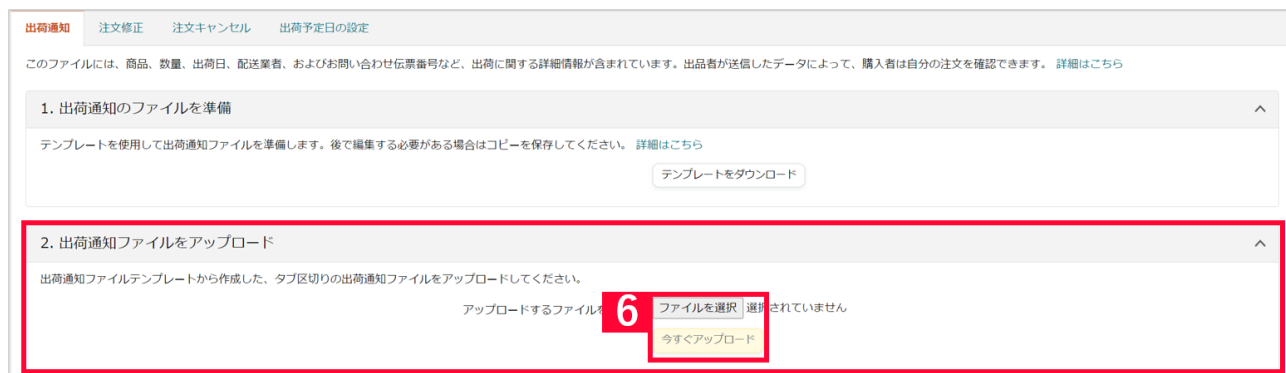 出荷通知 注文修正 注文キャンセル 出荷予定日の設定
このファイルには、商品、数量、出荷日、配送業者、およびお問い合わせ伝票番号など、出荷に関する詳細情報が含まれています。出品者が送信したデータによって、購入者は自分の注文を確認できます。 詳細はこちら
1. 出荷通知のファイルを準備
テンプレートを使用して出荷通知ファイルを準備します。後で編集する必要がある場合はコピーを保存してください。 詳細はこちら
テンプレートをダウンロード
2. 出荷通知ファイルをアップロード
出荷通知ファイルテンプレートから作成した、タブ区切りの出荷通知ファイルをアップロードしてください。
アップロードするファイルを 6 ファイルを選択 選択されていません
今すぐアップロード